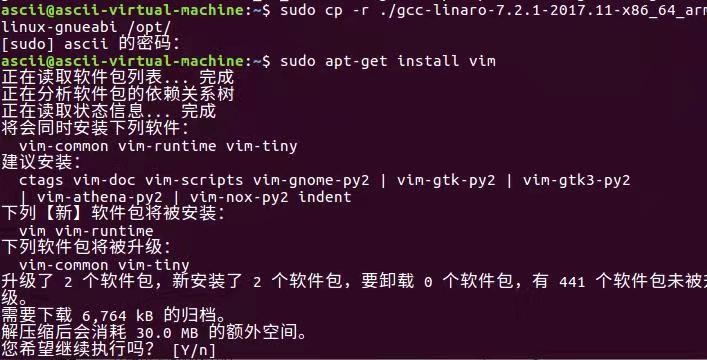 ascii@ascii-virtual-machine:~$ sudo cp -r ./gcc-linaro-7.2.1-2017.11-x86_64_arm
linux-gnueabi /opt/
[sudo] ascii 的密码：
ascii@ascii-virtual-machine:~$ sudo apt-get install vim
正在读取软件包列表... 完成
正在分析软件包的依赖关系树
正在读取状态信息... 完成
将会同时安装下列软件：
vim-common vim-runtime vim-tiny
建议安装：
ctags vim-doc vim-scripts vim-gnome-py2 | vim-gtk-py2 | vim-gtk3-py2
| vim-athena-py2 | vim-nox-py2 indent
下列【新】软件包将被安装：
vim vim-runtime
下列软件包将被升级：
vim-common vim-tiny
升级了 2 个软件包，新安装了 2 个软件包，要卸载 0 个软件包，有 441 个软件包未被升
级。
需要下载 6,764 kB 的归档。
解压缩后会消耗 30.0 MB 的额外空间。
您希望继续执行吗？ [Y/n]